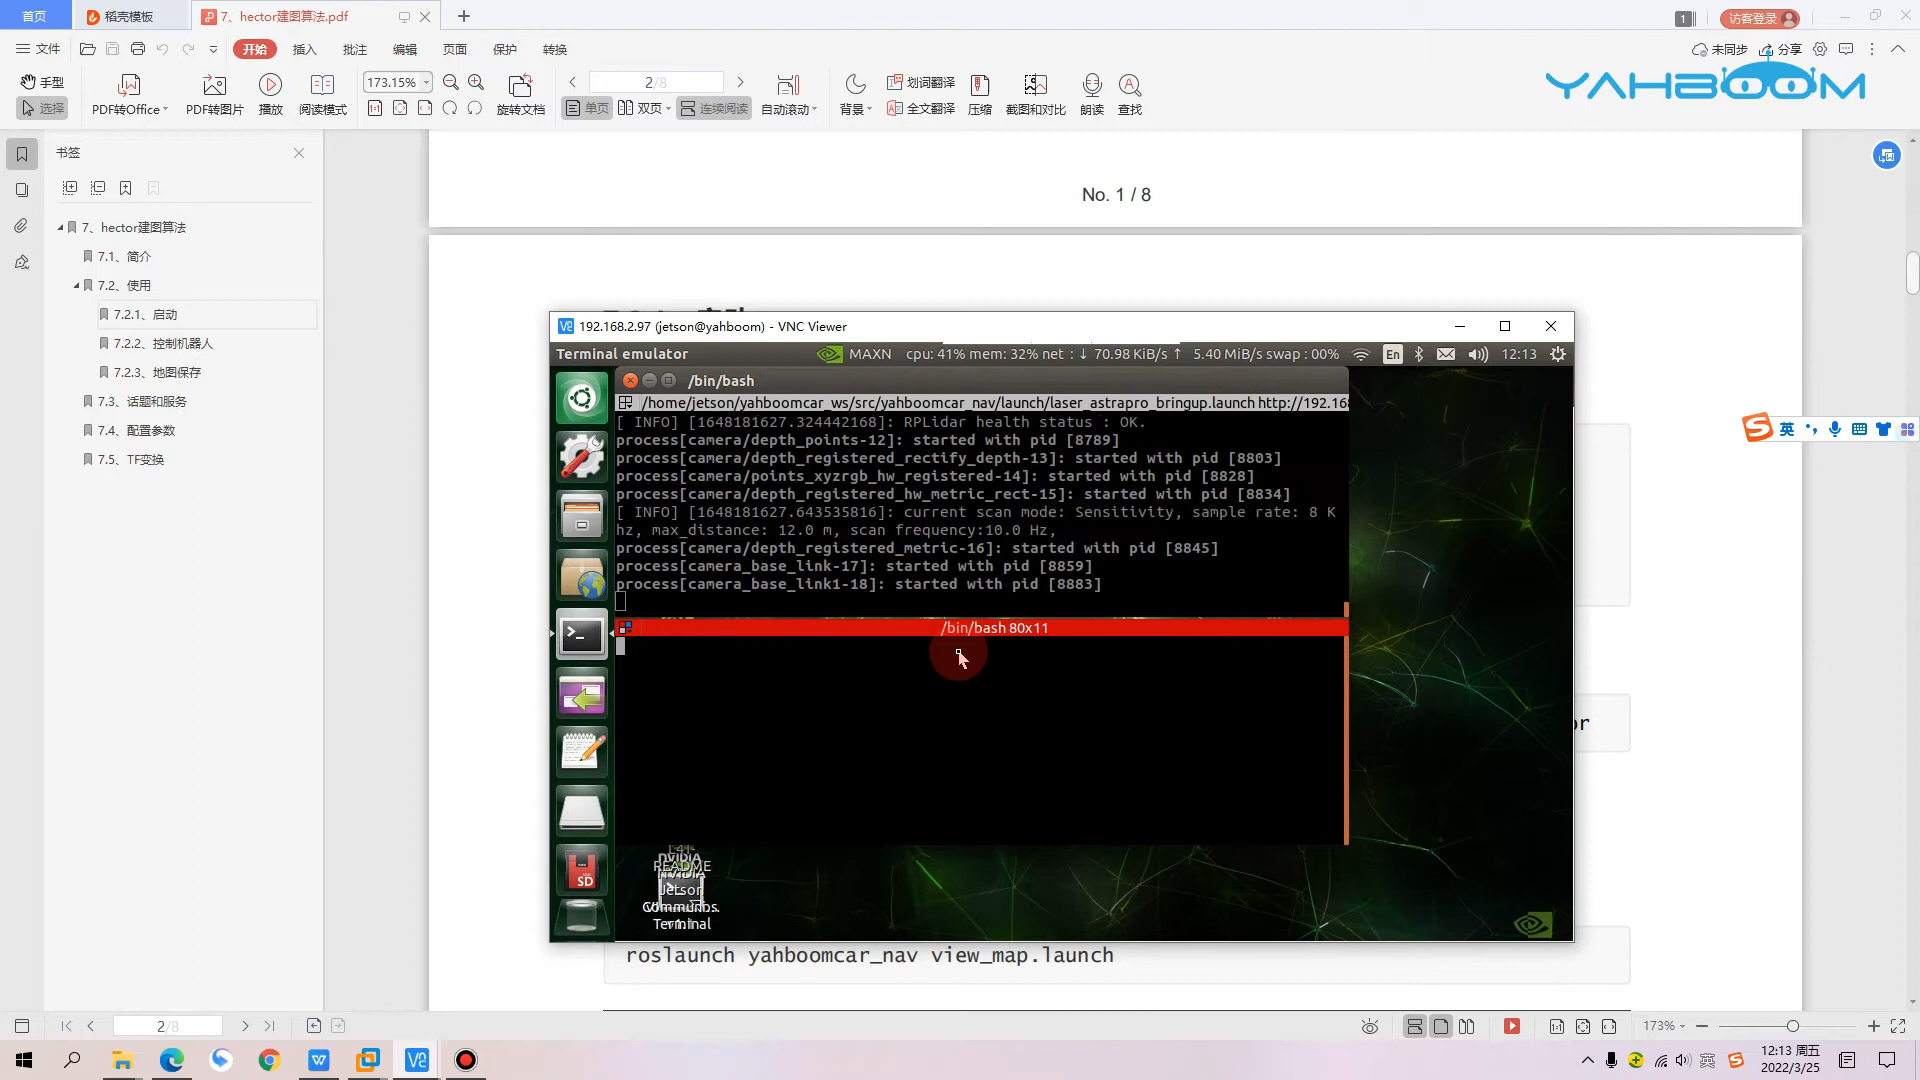 首页
稻壳模板
7、hector建图算法.pdf
1
访客登录
文件
开始
插入
批注
编辑
页面
保护
转换
未同步
分享
手型
选择
PDF转Office
PDF转图片
播放
阅读模式
173.15%
旋转文档
2/8
单页
双页
连续阅读
自动滚动
背景
划词翻译
全文翻译
压缩
截图和对比
朗读
查找
YAHBOOM
书签
7、hector建图算法
7.1、简介
7.2、使用
7.2.1、启动
7.2.2、控制机器人
7.2.3、地图保存
7.3、话题和服务
7.4、配置参数
7.5、TF变换
No. 1 / 8
192.168.2.97 (jetson@yahboom) - VNC Viewer
Terminal emulator
MAXN
cpu: 41% mem: 32% net : ↓ 70.98 KiB/s ↑ 5.40 MiB/s swap : 00%
En
12:13
/bin/bash
/home/jetson/yahboomcar_ws/src/yahboomcar_nav/launch/laser_astrapro_bringup.launch http://192.168
[ INFO] [1648181627.324442168]: RPLidar health status : OK.
process[camera/depth_points-12]: started with pid [8789]
process[camera/depth_registered_rectify_depth-13]: started with pid [8803]
process[camera/points_xyzrgb_hw_registered-14]: started with pid [8828]
process[camera/depth_registered_hw_metric_rect-15]: started with pid [8834]
[ INFO] [1648181627.643535816]: current scan mode: Sensitivity, sample rate: 8 K
hz, max_distance: 12.0 m, scan frequency:10.0 Hz,
process[camera/depth_registered_metric-16]: started with pid [8845]
process[camera_base_link-17]: started with pid [8859]
process[camera_base_link1-18]: started with pid [8883]
/bin/bash 80x11
or
SD
README
Jetson
Terminal
英
roslaunch yahboomcar_nav view_map.launch
2/8
173%
英
12:13 周五
2022/3/25